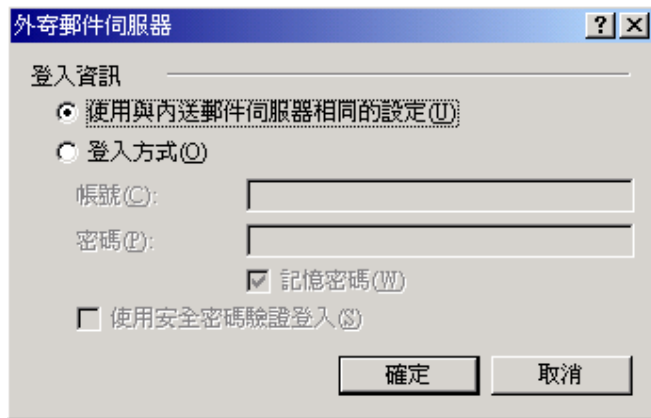 外寄郵件伺服器
登入資訊
使用與內送郵件伺服器相同的設定(U)
登入方式(O)
帳號(C):
密碼(P):
記憶密碼(W)
使用安全密碼驗證登入(S)
確定 取消